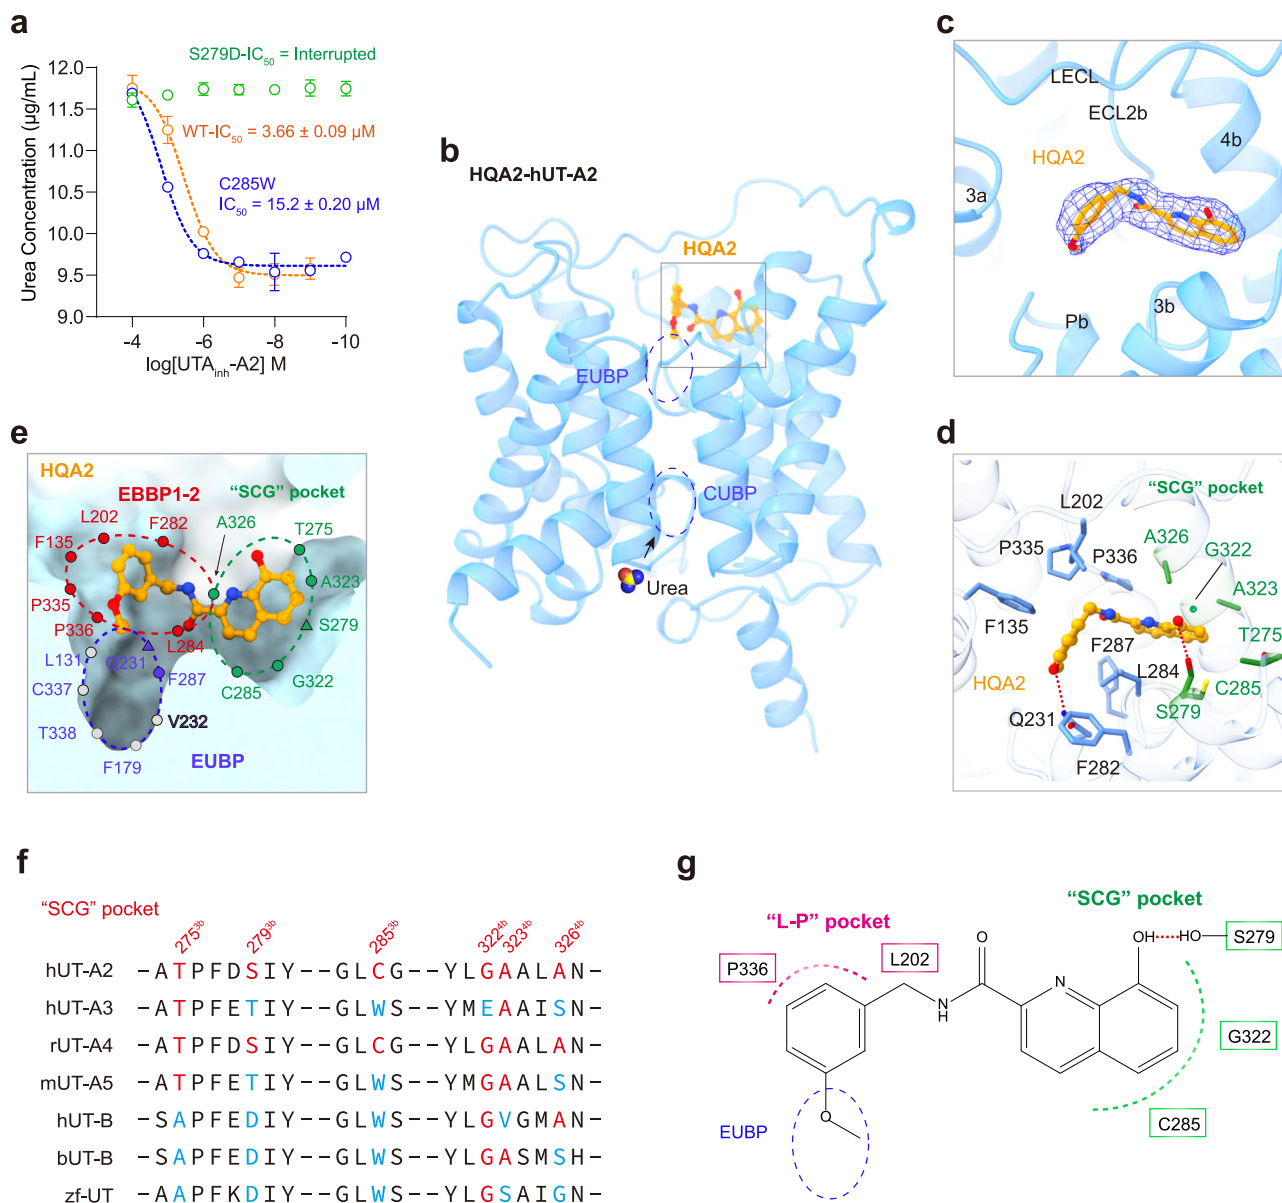 a
S279D-IC50 = Interrupted
12.0
11.5
11.0
10.5
10.0
9.5
9.0
Urea Concentration (µg/mL)
WT-IC50 = 3.66 ± 0.09 µM
C285W
IC50 = 15.2 ± 0.20 µM
−4
−6
−8
−10
log[UTAinh-A2] M
b
HQA2-hUT-A2
HQA2
EUBP
CUBP
Urea
c
LECL
ECL2b
HQA2
4b
3a
Pb
3b
d
"SCG" pocket
L202
A326
P335
P336
G322
A323
F135
T275
F287
HQA2
L284
C285
S279
Q231
F282
e
HQA2
EBBP1-2
"SCG" pocket
L202
F282
A326
T275
F135
A323
P335
S279
P336
L284
L131
Q231
F287
G322
C285
C337
V232
T338
F179
EUBP
f
"SCG" pocket
275³ᵇ
279³ᵇ
285³ᵇ
322⁴ᵇ
323⁴ᵇ
326⁴ᵇ
hUT-A2 –ATPFDSIY––GLCG––YLGAALAN–
hUT-A3 –ATPFETIY––GLWS––YMEAAISN–
rUT-A4 –ATPFDSIY––GLCG––YLGAALAN–
mUT-A5 –ATPFETIY––GLWS––YMGAALSN–
hUT-B –SAPFEDIY––GLWS––YLGVGMAN–
bUT-B –SAPFEDIY––GLWS––YLGASMSH–
zf-UT –AAPFKDIY––GLWS––YLGSAIGN–
g
"SCG" pocket
"L-P" pocket
O
OH
HO
S279
P336
L202
N
H
N
G322
O
EUBP
C285